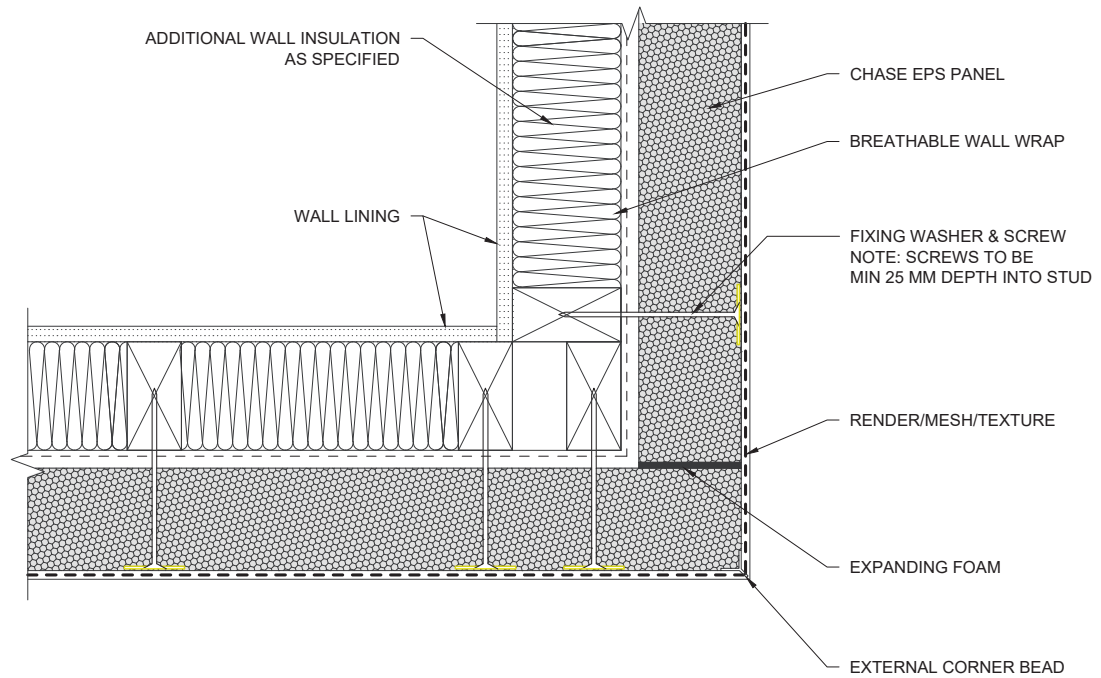 ADDITIONAL WALL INSULATION
AS SPECIFIED
WALL LINING
CHASE EPS PANEL
BREATHABLE WALL WRAP
FIXING WASHER & SCREW
NOTE: SCREWS TO BE
MIN 25 MM DEPTH INTO STUD
RENDER/MESH/TEXTURE
EXPANDING FOAM
EXTERNAL CORNER BEAD